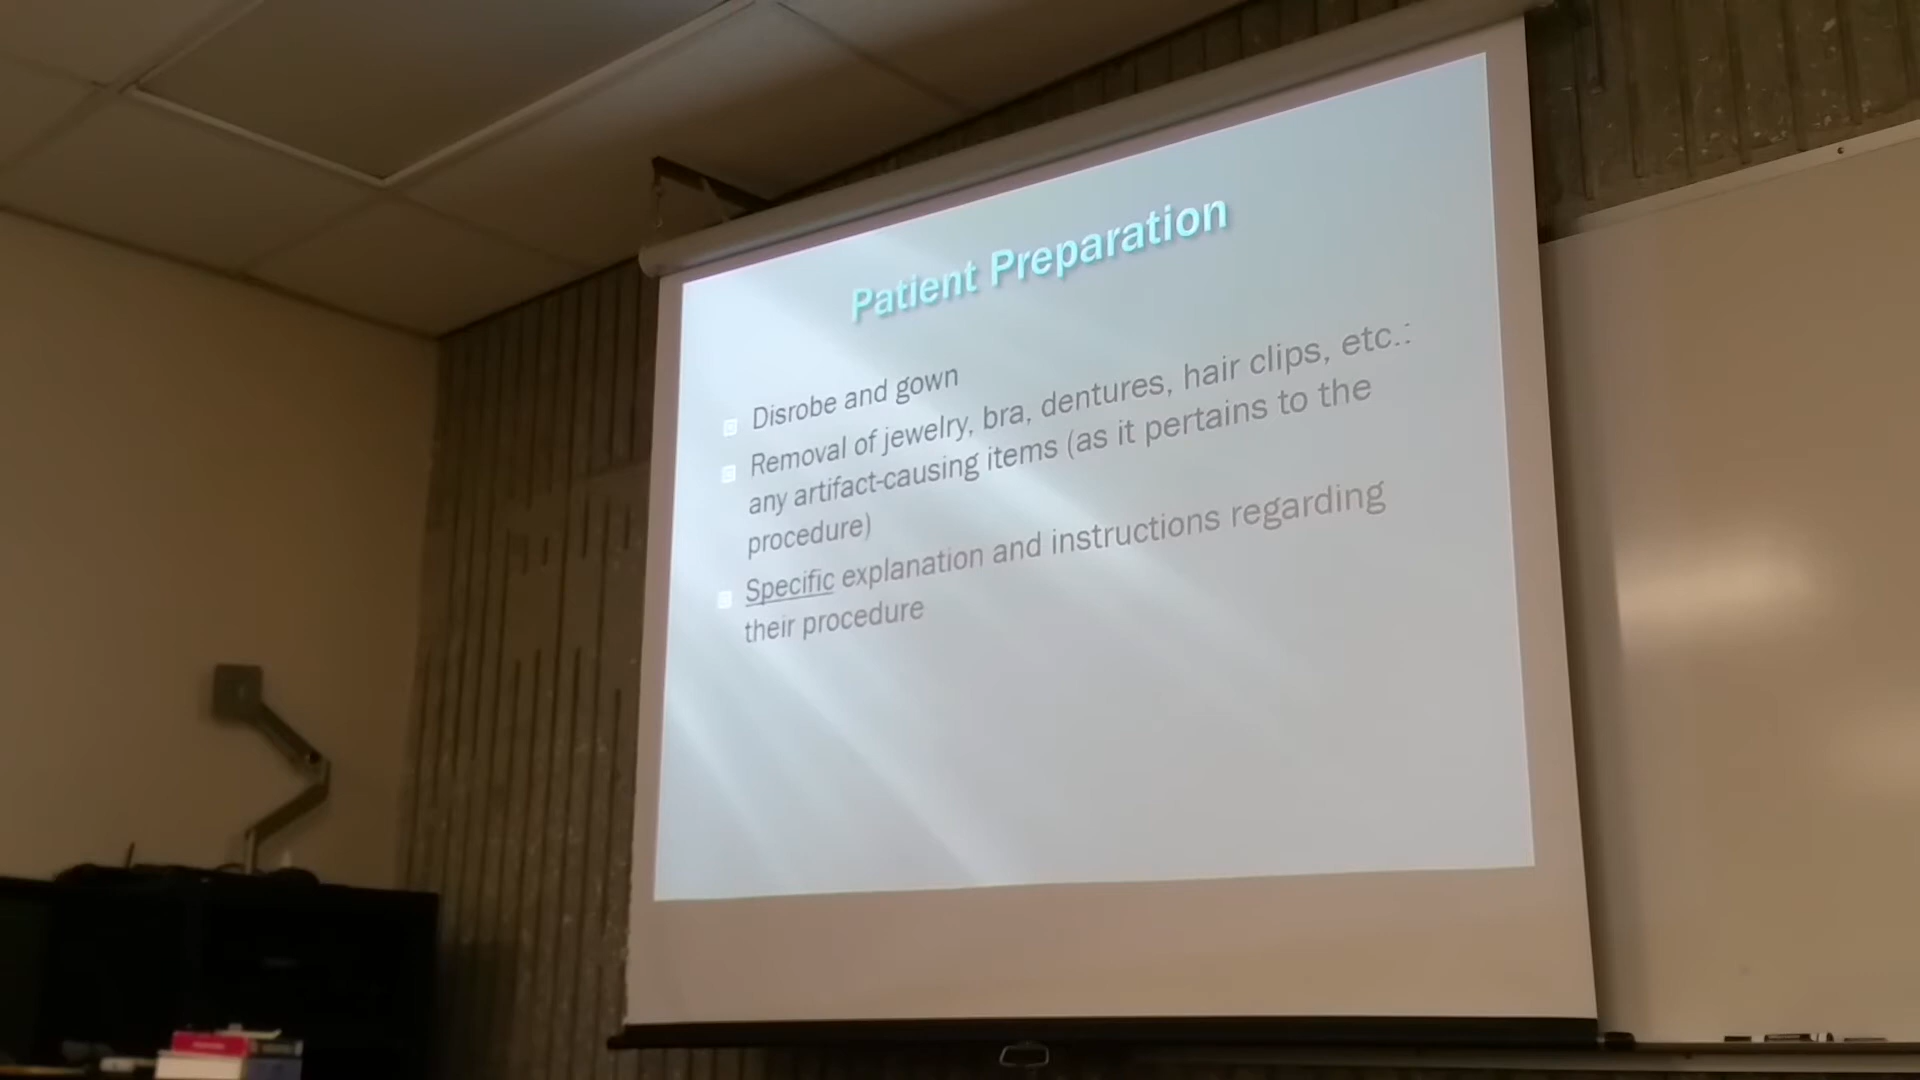 Patient Preparation
Disrobe and gown
Removal of jewelry, bra, dentures, hair clips, etc.:
any artifact-causing items (as it pertains to the
procedure)
Specific explanation and instructions regarding
their procedure